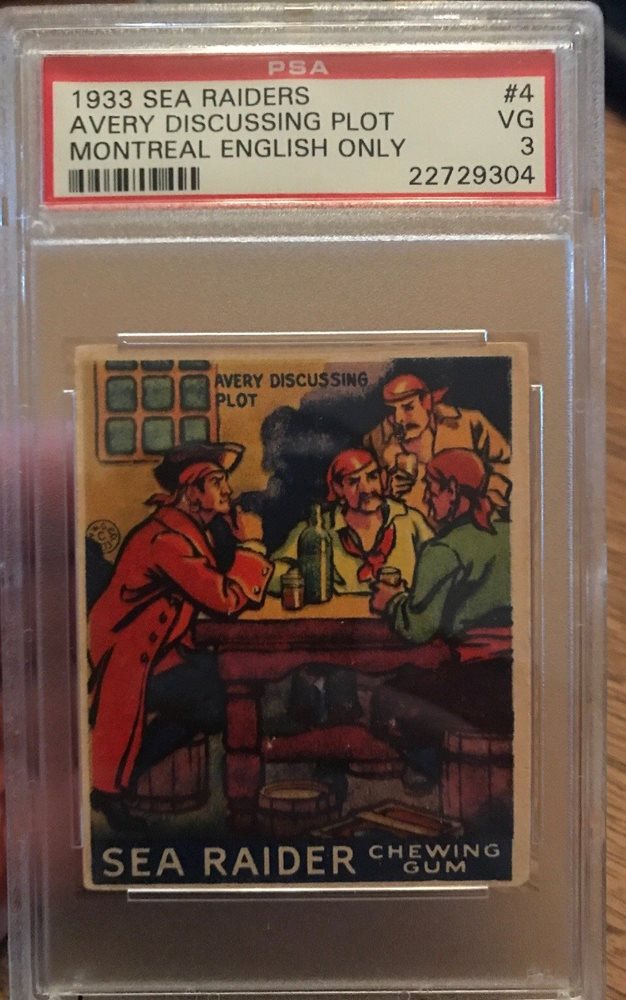 PSA
1933 SEA RAIDERS #4
AVERY DISCUSSING PLOT VG
MONTREAL ENGLISH ONLY 3
22729304
AVERY DISCUSSING
PLOT
SEA RAIDER CHEWING
GUM